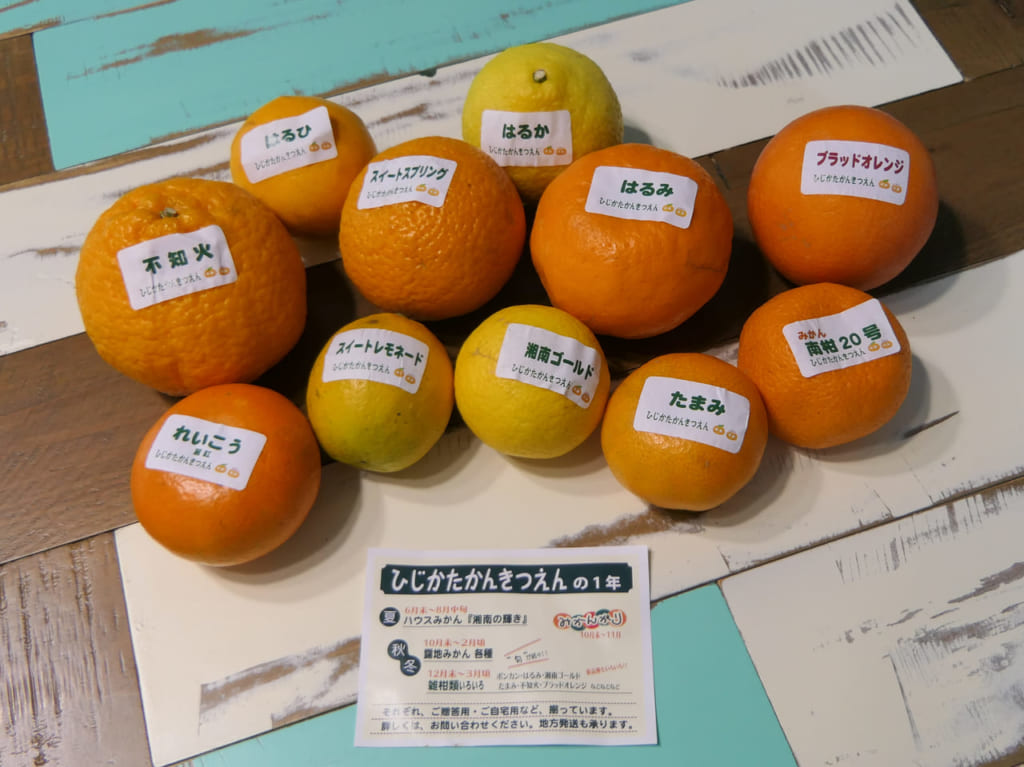 はるひ
ひじかたかんきつえん
はるか
ひじかたかんきつえん
スイートスプリング
ひじかたかんきつえん
はるみ
ひじかたかんきつえん
ブラッドオレンジ
ひじかたかんきつえん
不知火
ひじかたかんきつえん
スイートレモネード
ひじかたかんきつえん
湘南ゴールド
ひじかたかんきつえん
みかん
南柑20号
ひじかたかんきつえん
れいこう
麗紅
ひじかたかんきつえん
たまみ
ひじかたかんきつえん
ひじかたかんきつえんの1年
夏
6月末～8月中旬
ハウスみかん『湘南の輝き』
みかん狩り
10月末～11月
秋冬
10月末～2月頃
露地みかん 各種
12月末～3月頃
雑柑類いろいろ
ポンカン・はるみ・湘南ゴールド
たまみ・不知火・ブラッドオレンジ などなどなど
それぞれ、ご贈答用・ご自宅用など、揃っています。
詳しくは、お問い合わせください。地方発送も承ります。